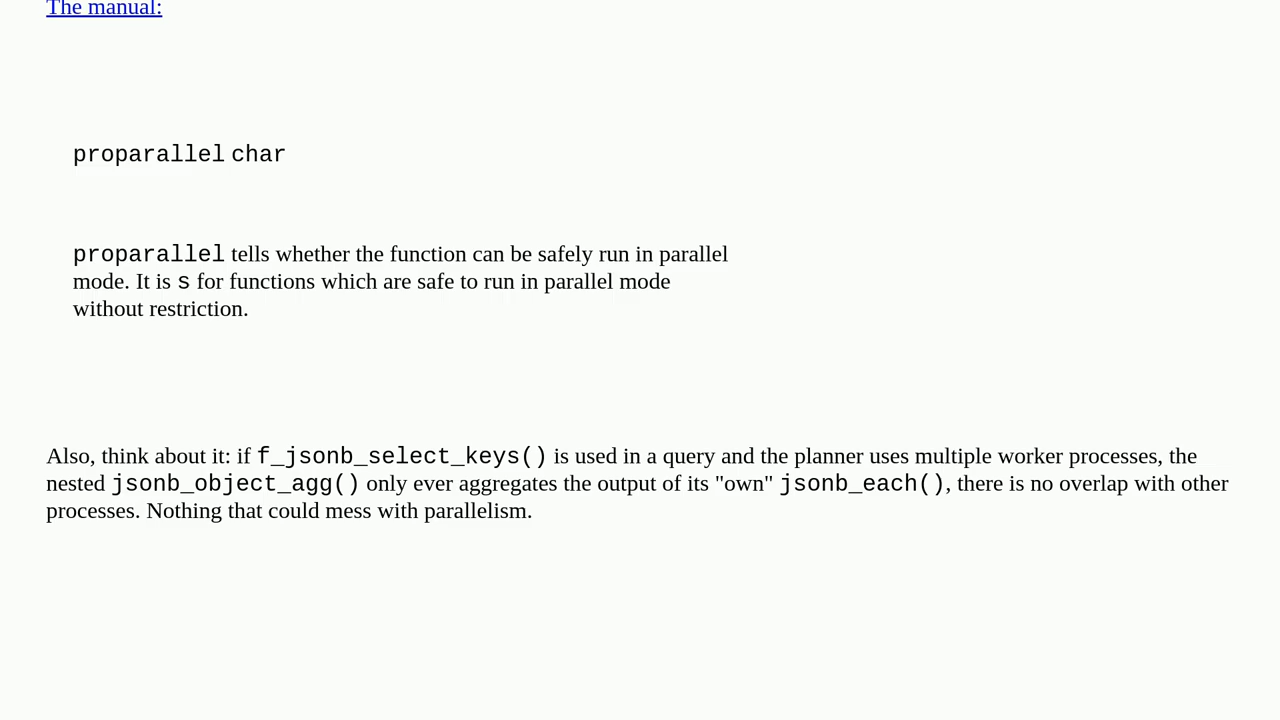 The manual:
proparallel char
proparallel tells whether the function can be safely run in parallel
mode. It is s for functions which are safe to run in parallel mode
without restriction.
Also, think about it: if f_jsonb_select_keys() is used in a query and the planner uses multiple worker processes, the
nested jsonb_object_agg() only ever aggregates the output of its "own" jsonb_each(), there is no overlap with other
processes. Nothing that could mess with parallelism.